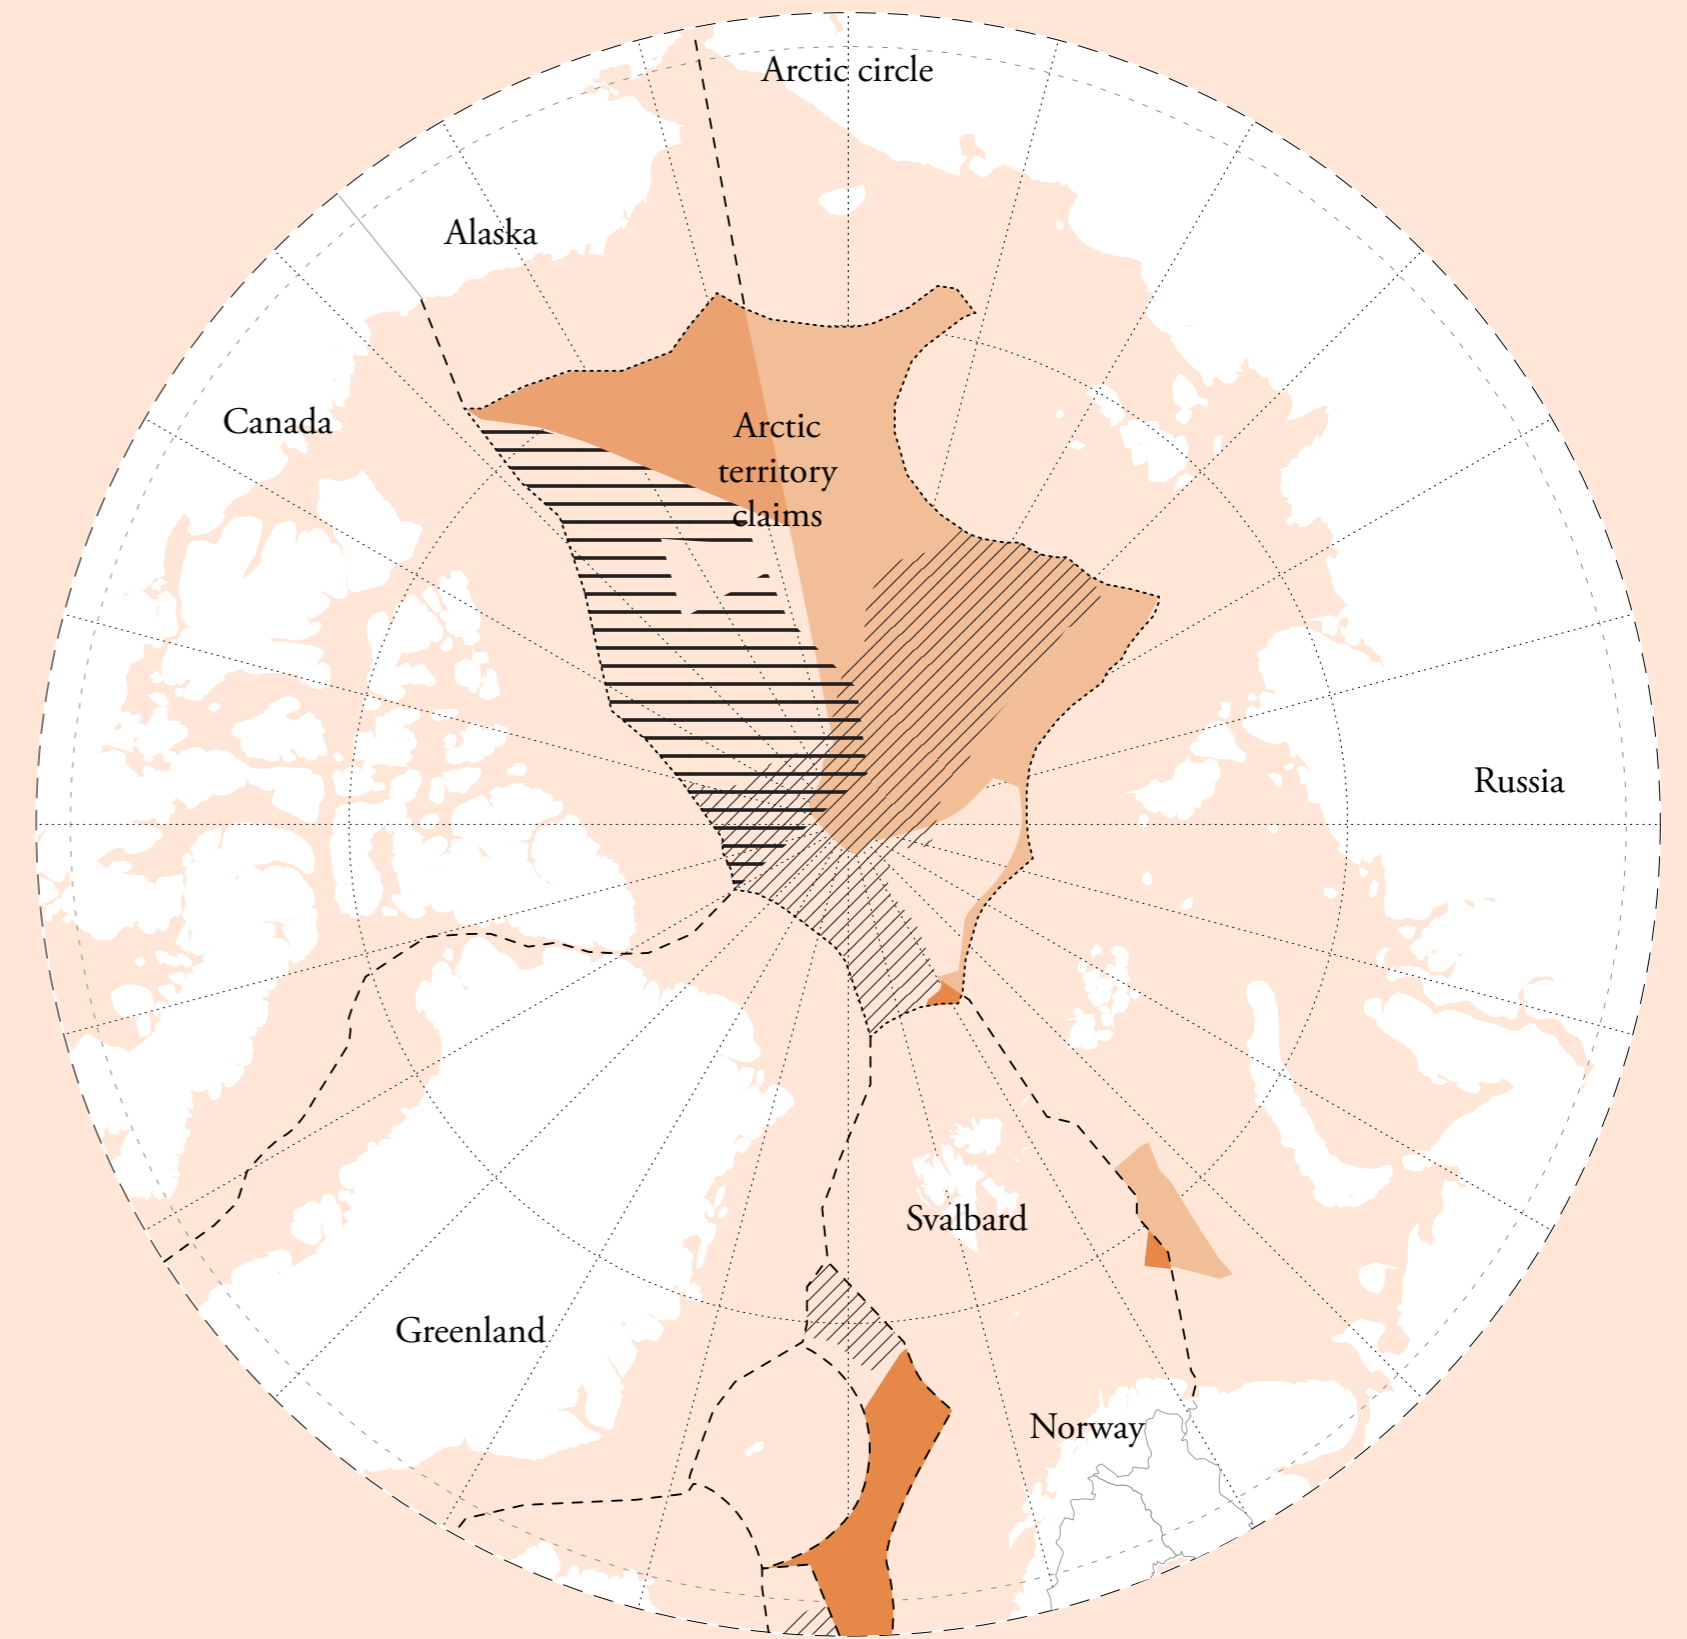 Arctic circle
Alaska
Canada
Arctic
territory
claims
Russia
Svalbard
Greenland
Norway